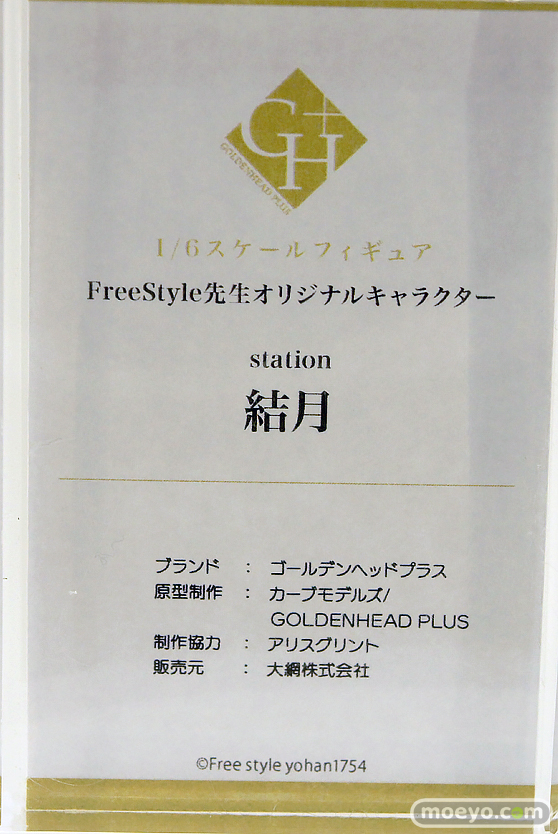 GH+
GOLDENHEAD PLUS
1/6スケールフィギュア
FreeStyle先生オリジナルキャラクター
station
結月
ブランド : ゴールデンヘッドプラス
原型制作 : カーブモデルズ/
GOLDENHEAD PLUS
制作協力 : アリスグリント
販売元 : 大網株式会社
©Free style yohan1754
moeyo.com